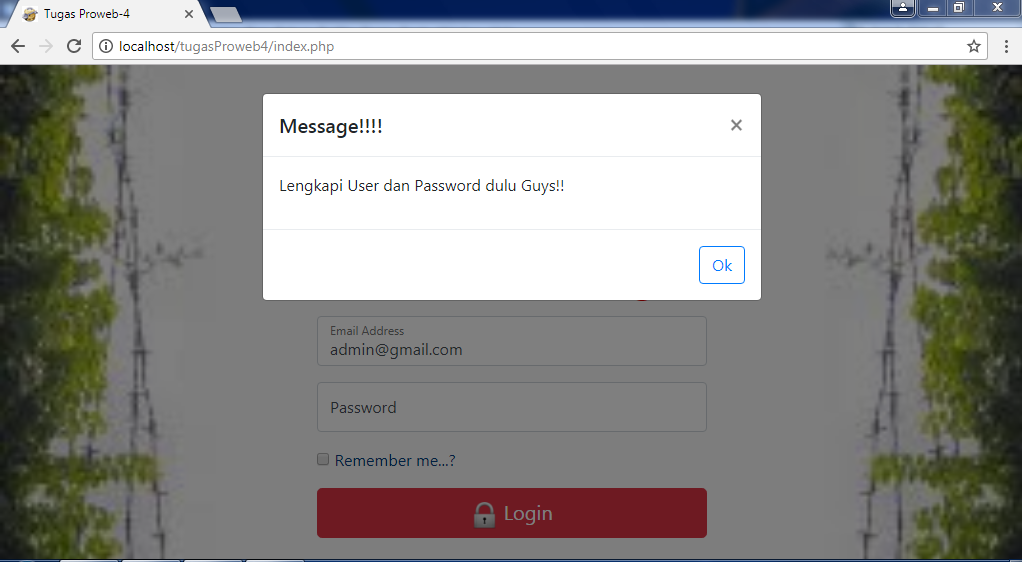 Tugas Proweb-4
localhost/tugasProweb4/index.php
Message!!!!
×
Lengkapi User dan Password dulu Guys!!
Ok
Email Address
admin@gmail.com
Password
Remember me...?
Login